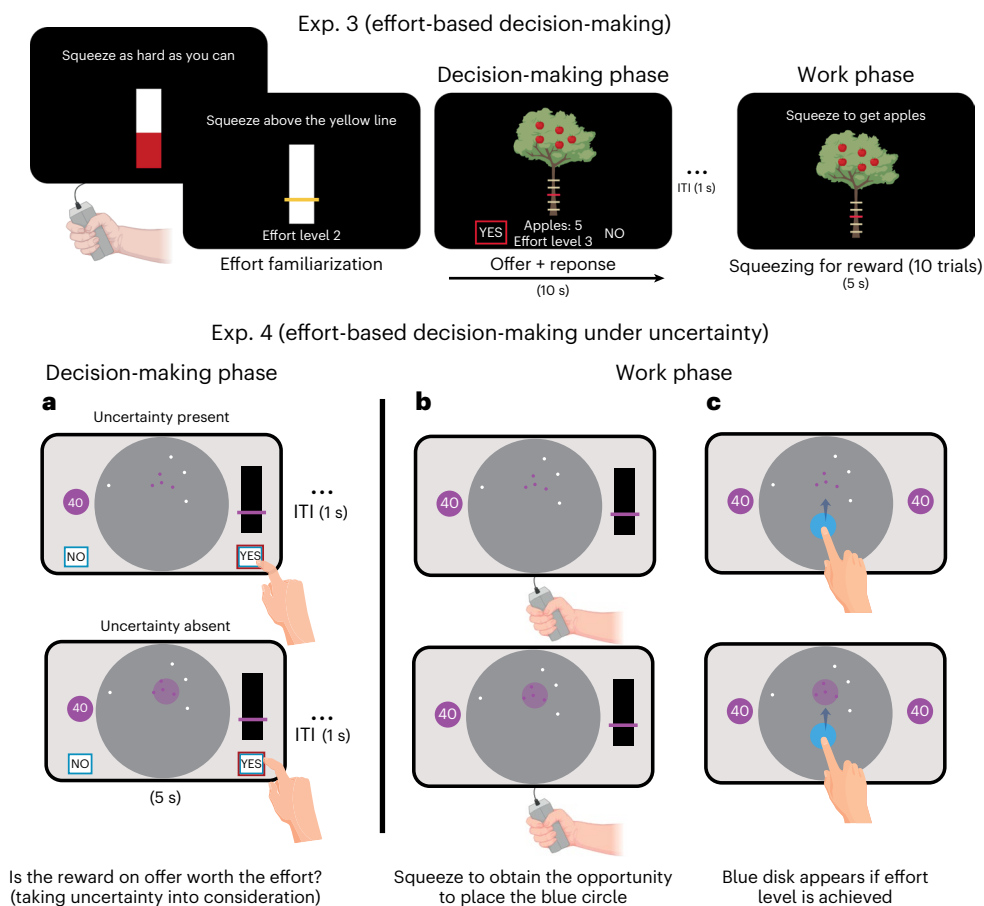 Exp. 3 (effort-based decision-making)
Squeeze as hard as you can
Squeeze above the yellow line
Effort level 2
Effort familiarization
Decision-making phase
YES
Apples: 5
Effort level 3
NO
Offer + reponse
(10 s)
...
ITI (1 s)
Work phase
Squeeze to get apples
Squeezing for reward (10 trials)
(5 s)
Exp. 4 (effort-based decision-making under uncertainty)
Decision-making phase
Work phase
a
Uncertainty present
40
NO
YES
...
ITI (1 s)
Uncertainty absent
40
NO
YES
...
ITI (1 s)
(5 s)
Is the reward on offer worth the effort?
(taking uncertainty into consideration)
b
40
40
Squeeze to obtain the opportunity
to place the blue circle
c
40
40
40
40
Blue disk appears if effort
level is achieved